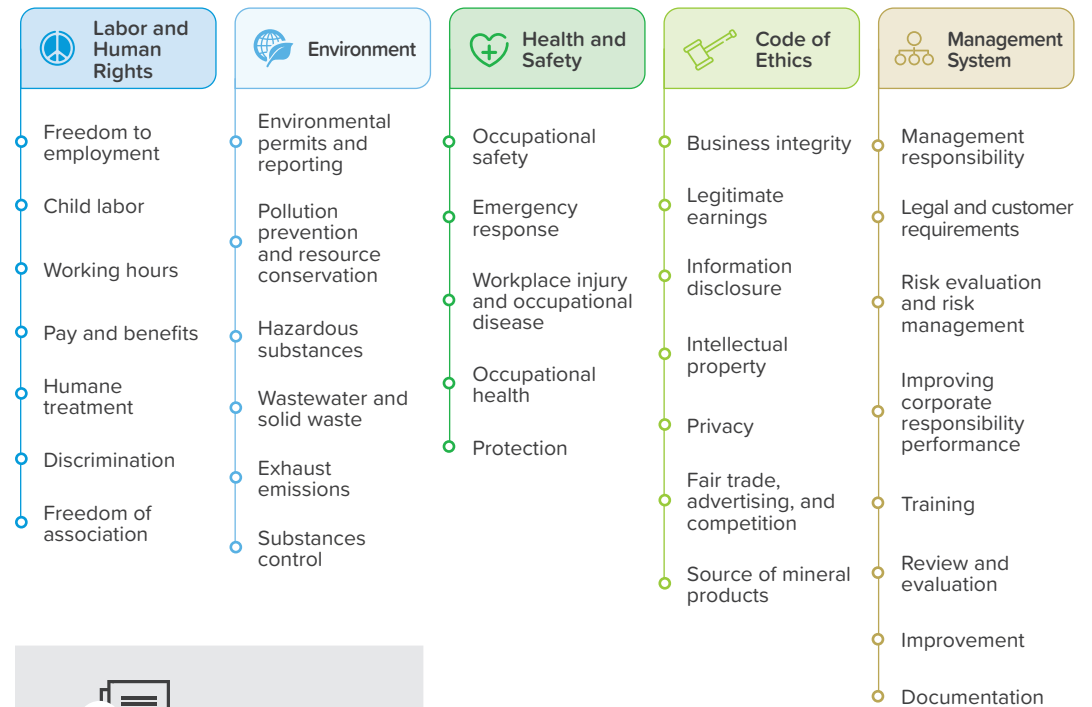 Labor and
Human
Rights
Freedom to
employment
Child labor
Working hours
Pay and benefits
Humane
treatment
Discrimination
Freedom of
association
Environment
Environmental
permits and
reporting
Pollution
prevention
and resource
conservation
Hazardous
substances
Wastewater and
solid waste
Exhaust
emissions
Substances
control
Health and
Safety
Occupational
safety
Emergency
response
Workplace injury
and occupational
disease
Occupational
health
Protection
Code of
Ethics
Business integrity
Legitimate
earnings
Information
disclosure
Intellectual
property
Privacy
Fair trade,
advertising, and
competition
Source of mineral
products
Management
System
Management
responsibility
Legal and customer
requirements
Risk evaluation
and risk
management
Improving
corporate
responsibility
performance
Training
Review and
evaluation
Improvement
Documentation